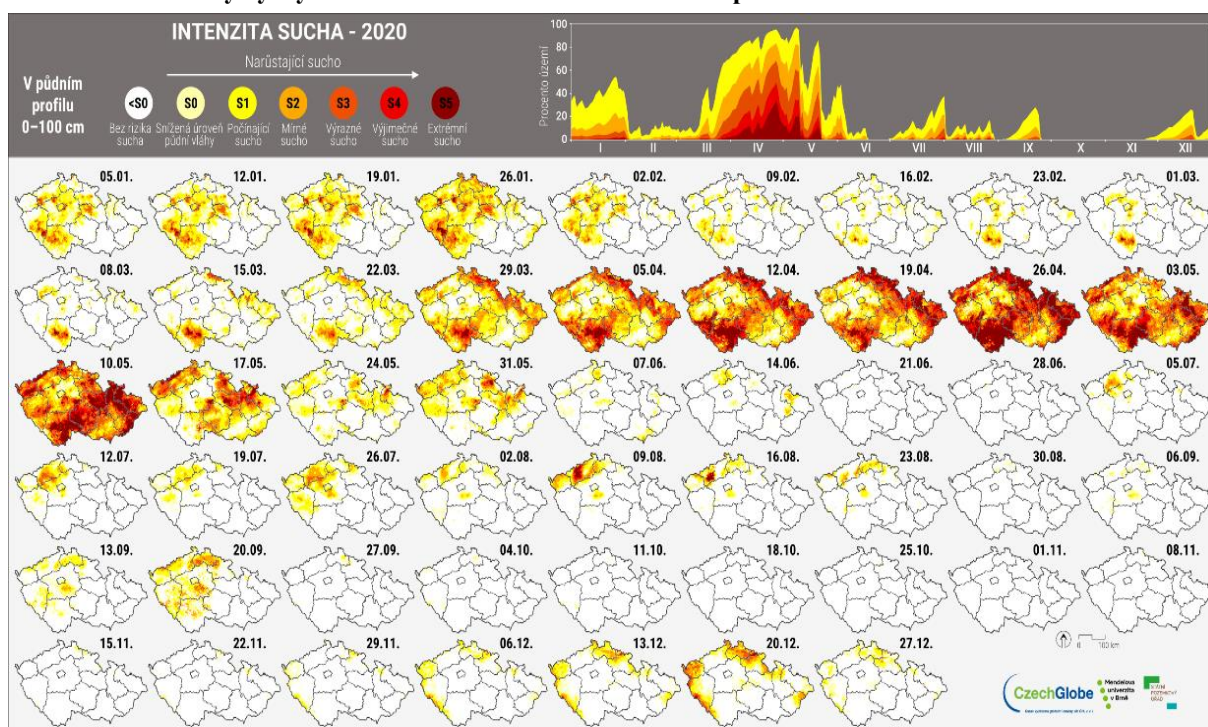 INTENZITA SUCHA - 2020
Narůstající sucho
V půdním
profilu
0–100 cm
<S0 S0 S1 S2 S3 S4 S5
Bez rizika sucha
Snížená úroveň půdní vláhy
Počínající sucho
Mírné sucho
Výrazné sucho
Výjimečné sucho
Extrémní sucho
Procento území
100
80
60
40
20
0
I II III IV V VI VII VIII IX X XI XII
05.01. 12.01. 19.01. 26.01. 02.02. 09.02. 16.02. 23.02. 01.03.
08.03. 15.03. 22.03. 29.03. 05.04. 12.04. 19.04. 26.04. 03.05.
10.05. 17.05. 24.05. 31.05. 07.06. 14.06. 21.06. 28.06. 05.07.
12.07. 19.07. 26.07. 02.08. 09.08. 16.08. 23.08. 30.08. 06.09.
13.09. 20.09. 27.09. 04.10. 11.10. 18.10. 25.10. 01.11. 08.11.
15.11. 22.11. 29.11. 06.12. 13.12. 20.12. 27.12.
0 100 km
CzechGlobe
Mendelova
univerzita
v Brně
STÁTNÍ
POZEMKOVÝ
ÚŘAD